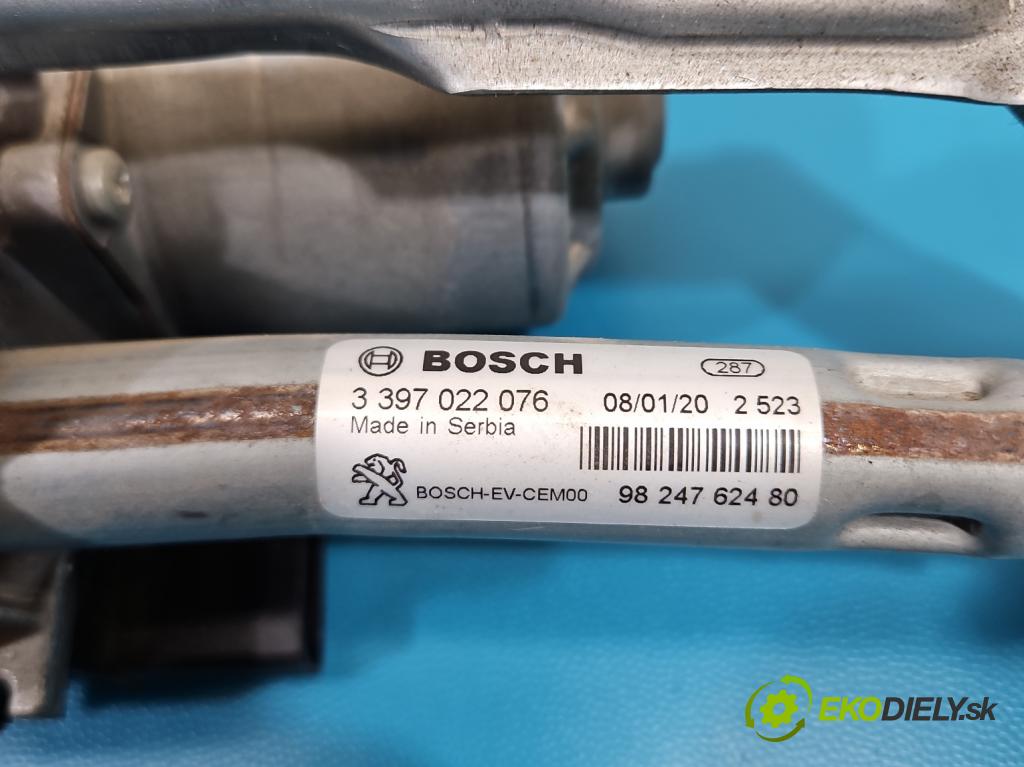 BOSCH 287
3 397 022 076 08/01/20 2 523
Made in Serbia
BOSCH-EV-CEM00 98 247 624 80
EKODIELY.sk